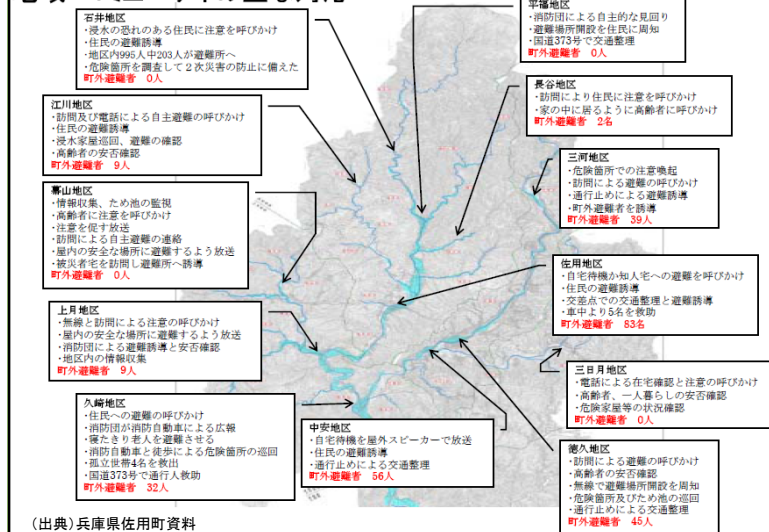 石井地区
・浸水の恐れのある住民に注意を呼びかけ
・住民の避難誘導
・地区内995人中203人が避難所へ
・危険箇所を調査して２次災害の防止に備えた
町外避難者 0人
平福地区
・消防団による自主的な見回り
・避難場所開設を住民に周知
・国道373号で交通整理
町外避難者 0人
長谷地区
・訪問により住民に注意を呼びかけ
・家の中に居るように高齢者に呼びかけ
町外避難者 2名
江川地区
・訪問及び電話による自主避難の呼びかけ
・住民の避難誘導
・浸水家屋巡回、避難の確認
・高齢者の安否確認
町外避難者 9人
三河地区
・危険箇所での注意喚起
・訪問による避難の呼びかけ
・通行止めによる避難誘導
・町外避難者を誘導
町外避難者 39人
幕山地区
・情報収集、ため池の監視
・高齢者に注意を呼びかけ
・注意を促す放送
・訪問による自主避難の連絡
・屋内の安全な場所に避難するよう放送
・被災者宅を訪問し避難所へ誘導
町外避難者 0人
佐用地区
・自宅待機か知人宅への避難を呼びかけ
・住民の避難誘導
・交差点での交通整理と避難誘導
・車中より5名を救助
町外避難者 83名
上月地区
・無線と訪問による注意の呼びかけ
・屋内の安全な場所に避難するよう放送
・消防団による避難誘導と安否確認
・地区内の情報収集
町外避難者 9人
三日月地区
・電話による在宅確認と注意の呼びかけ
・高齢者、一人暮らしの安否確認
・危険家屋等の状況確認
町外避難者 0人
久崎地区
・住民への避難の呼びかけ
・消防団が消防自動車による広報
・寝たきり老人を避難させる
・消防自動車と徒歩による危険箇所の巡回
・孤立世帯4名を救出
・国道373号で通行人救助
町外避難者 32人
中安地区
・自宅待機を屋外スピーカーで放送
・住民の避難誘導
・通行止めによる交通整理
町外避難者 56人
徳久地区
・訪問による避難の呼びかけ
・高齢者の安否確認
・無線で避難場所開設を周知
・危険箇所及びため池の巡回
・通行止めによる交通整理
町外避難者 45人
(出典)兵庫県佐用町資料